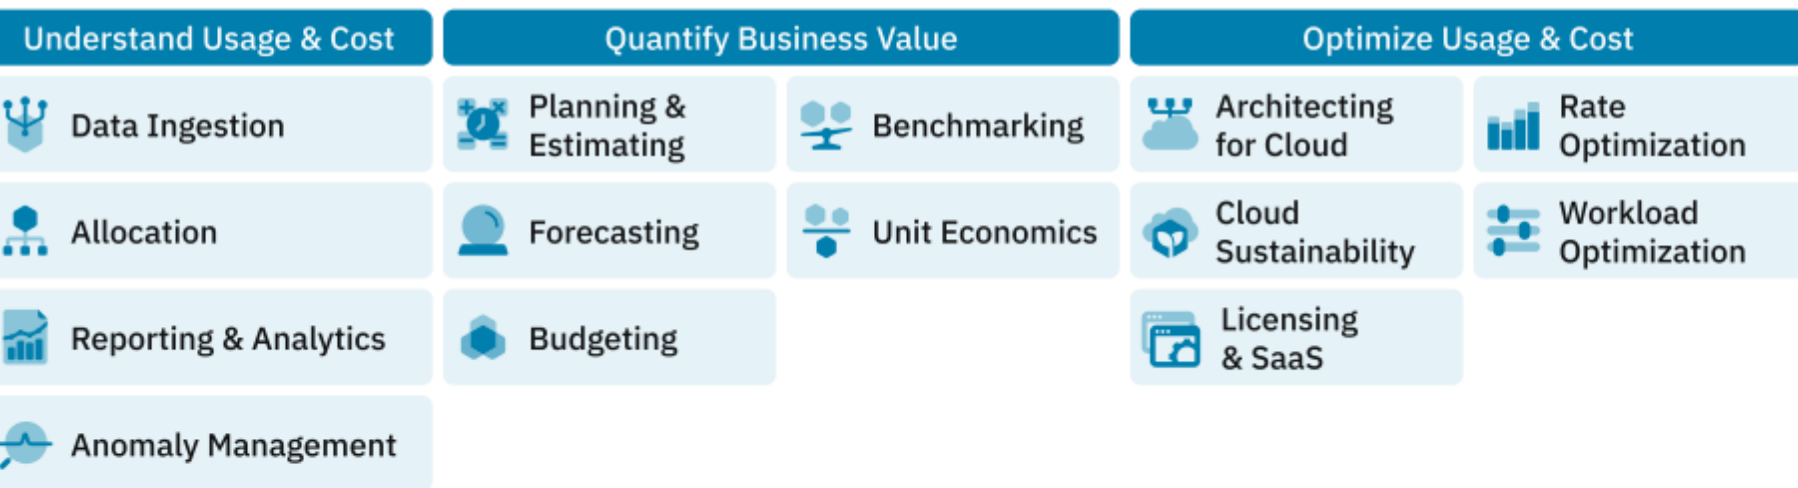 Understand Usage & Cost
Data Ingestion
Allocation
Reporting & Analytics
Anomaly Management
Quantify Business Value
Planning &
Estimating
Forecasting
Budgeting
Benchmarking
Unit Economics
Optimize Usage & Cost
Architecting
for Cloud
Cloud
Sustainability
Licensing
& SaaS
Rate
Optimization
Workload
Optimization